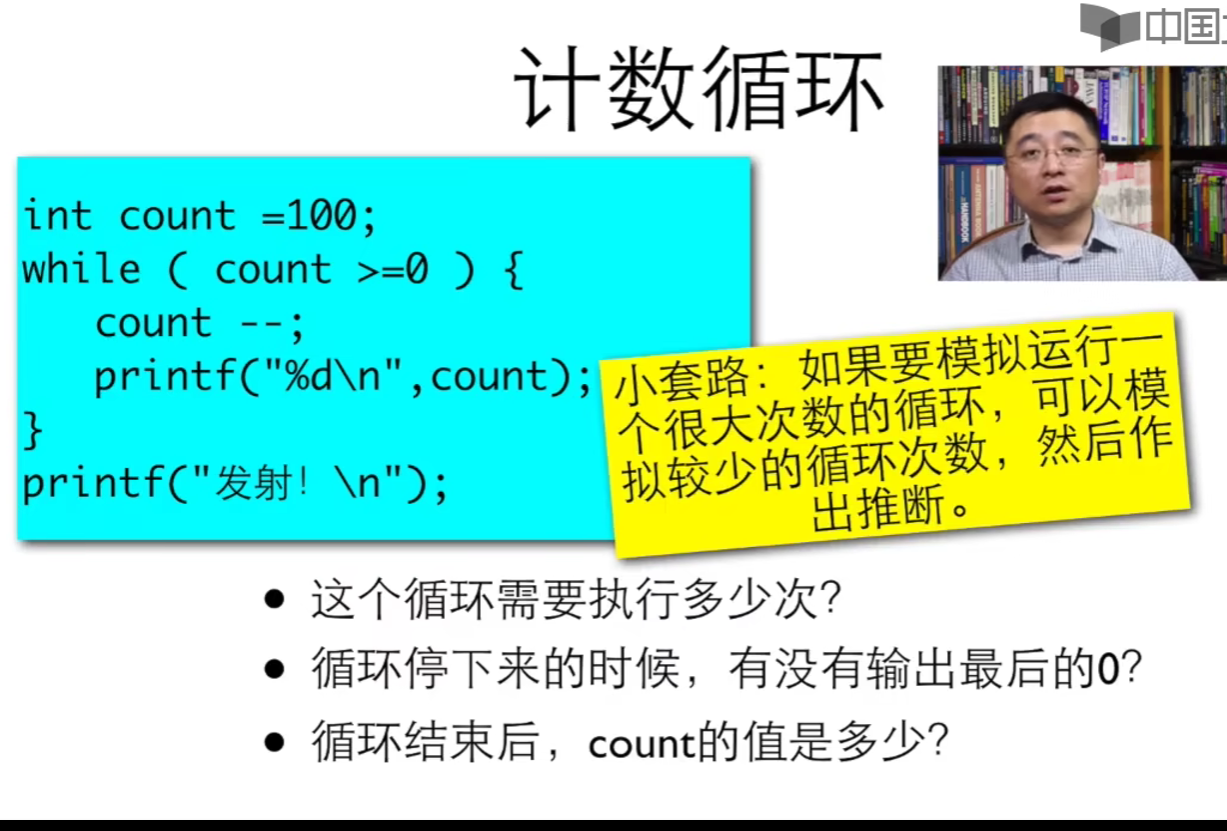 中国
计数循环
int count =100;
while ( count >=0 ) {
count --;
printf("%d\n",count);
}
printf("发射！\n");
小套路：如果要模拟运行一
个很大次数的循环，可以模
拟较少的循环次数，然后作
出推断。
HANDBOOK
• 这个循环需要执行多少次？
• 循环停下来的时候，有没有输出最后的0？
• 循环结束后，count的值是多少？